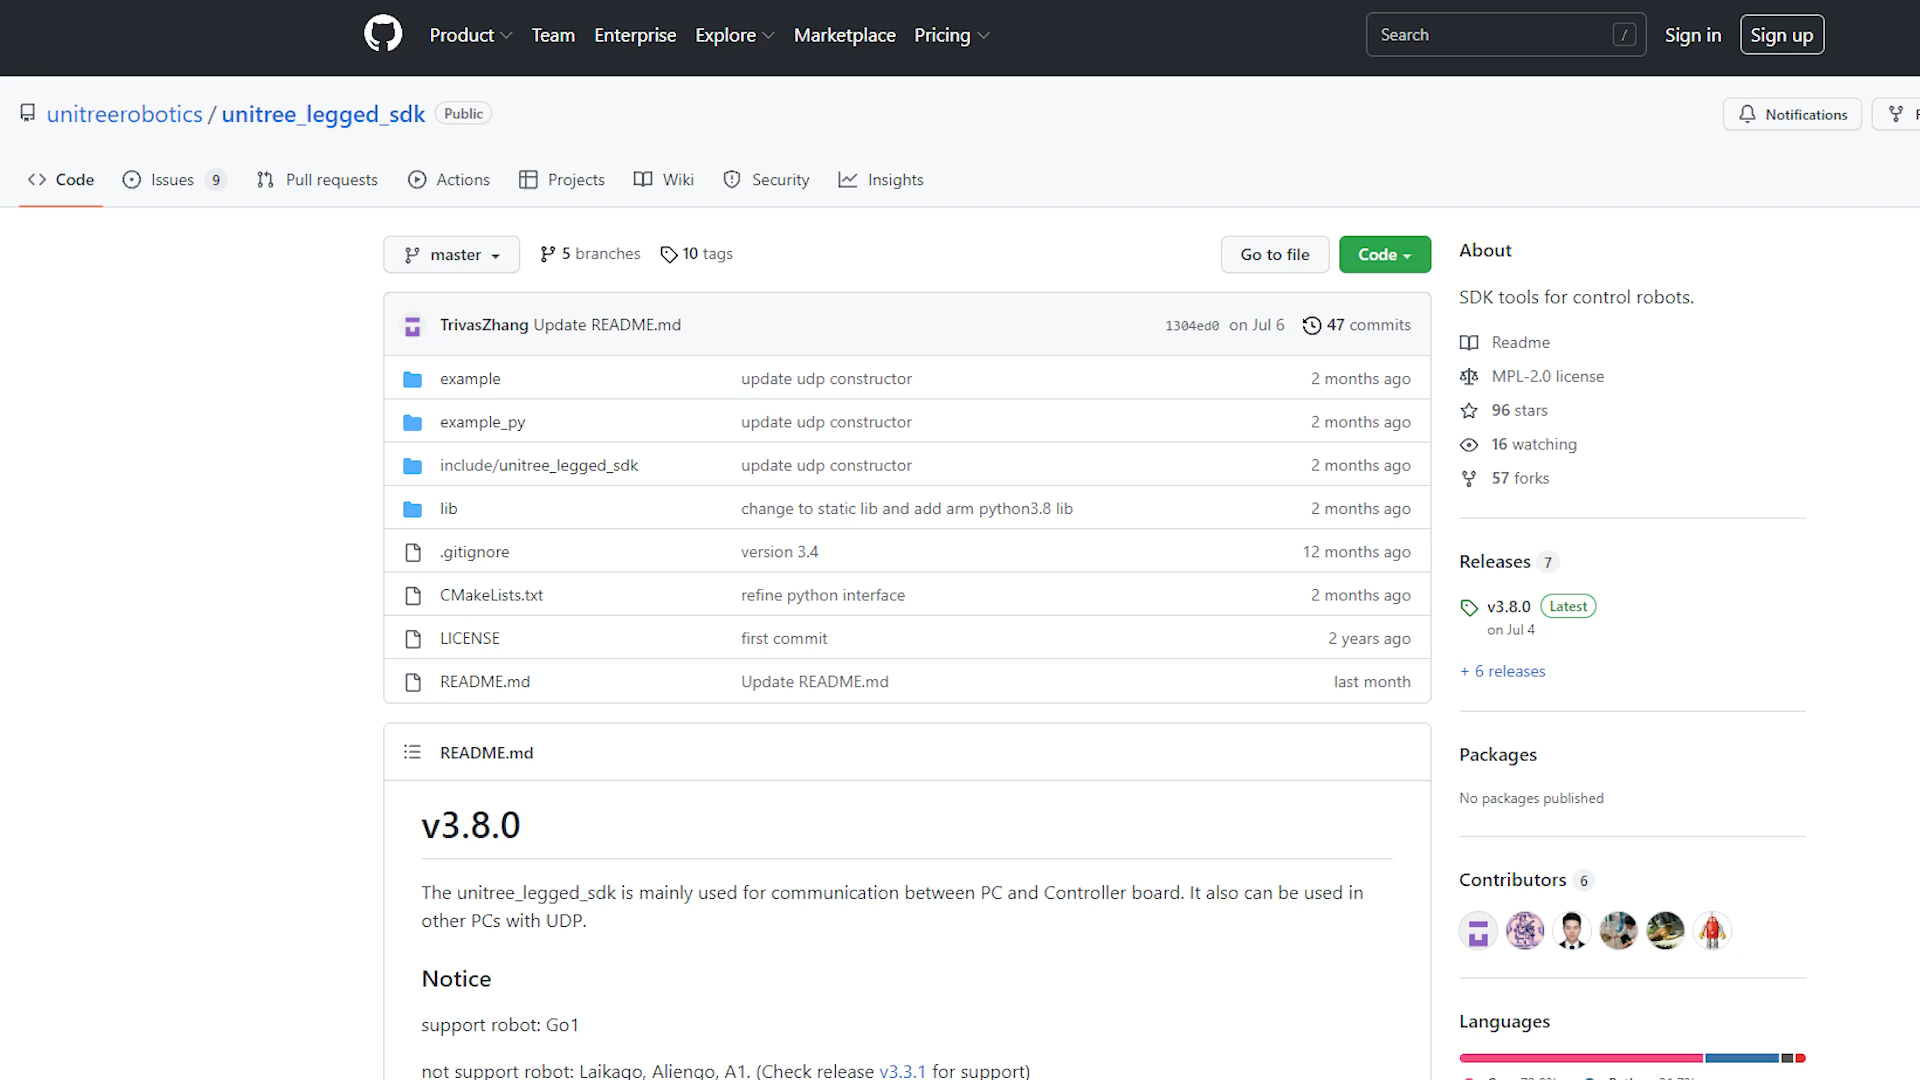 Product Team Enterprise Explore Marketplace Pricing Search / Sign in Sign up
unitreerobotics / unitree_legged_sdk Public Notifications
Code Issues 9 Pull requests Actions Projects Wiki Security Insights
master 5 branches 10 tags Go to file Code
TrivasZhang Update README.md 1304ed0 on Jul 6 47 commits
example update udp constructor 2 months ago
example_py update udp constructor 2 months ago
include/unitree_legged_sdk update udp constructor 2 months ago
lib change to static lib and add arm python3.8 lib 2 months ago
.gitignore version 3.4 12 months ago
CMakeLists.txt refine python interface 2 months ago
LICENSE first commit 2 years ago
README.md Update README.md last month
README.md
v3.8.0
The unitree_legged_sdk is mainly used for communication between PC and Controller board. It also can be used in
other PCs with UDP.
Notice
support robot: Go1
not support robot: Laikago, Aliengo, A1. (Check release v3.3.1 for support)
About
SDK tools for control robots.
Readme
MPL-2.0 license
96 stars
16 watching
57 forks
Releases 7
v3.8.0 Latest
on Jul 4
+ 6 releases
Packages
No packages published
Contributors 6
Languages